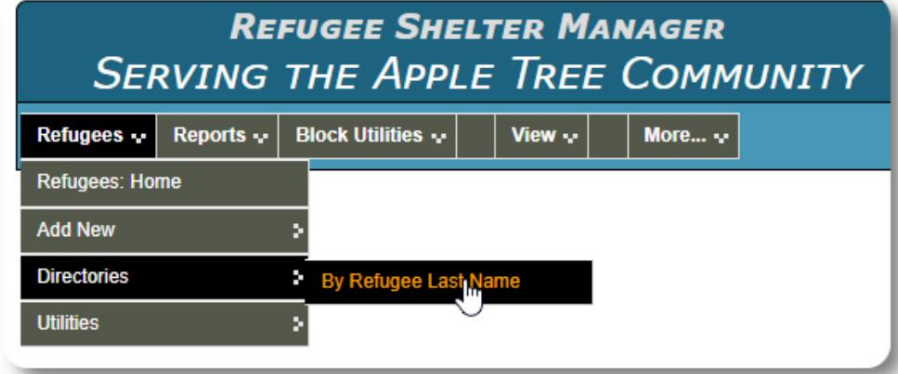 REFUGEE SHELTER MANAGER
SERVING THE APPLE TREE COMMUNITY
Refugees Reports Block Utilities View More...
Refugees: Home
Add New
Directories By Refugee Last Name
Utilities